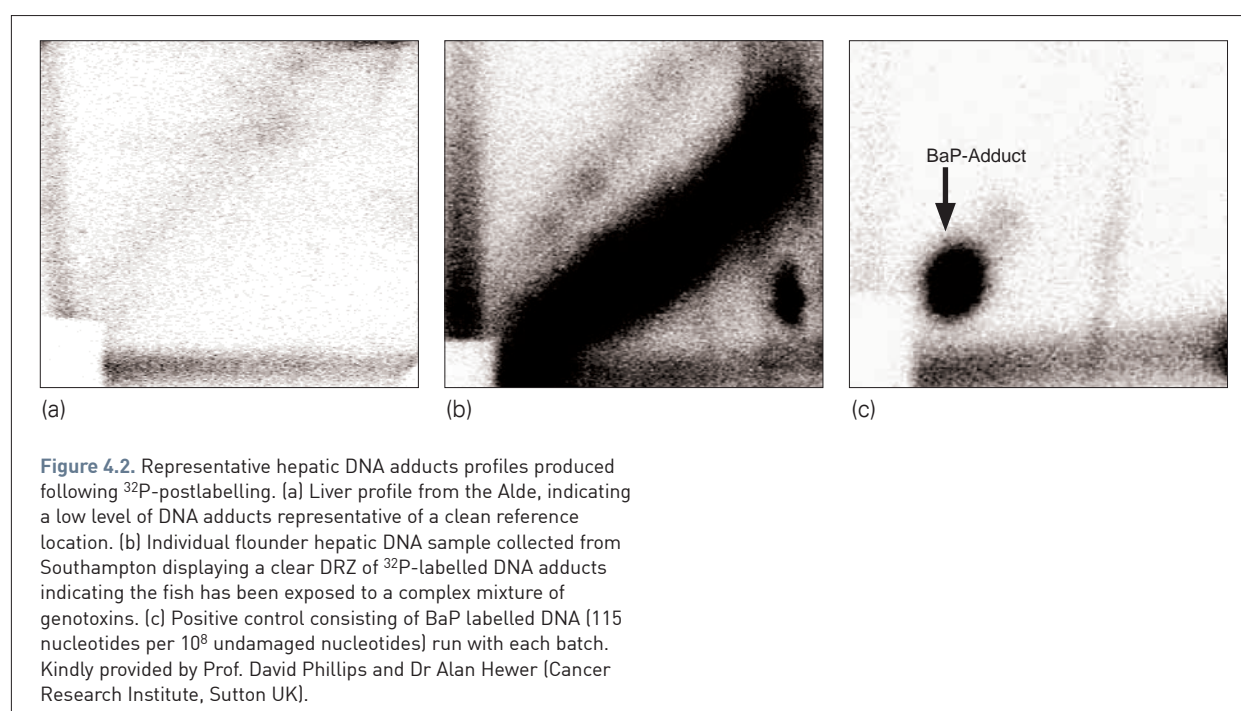 BaP-Adduct
(a)
(b)
(c)
Figure 4.2. Representative hepatic DNA adducts profiles produced
following ³²P-postlabelling. (a) Liver profile from the Alde, indicating
a low level of DNA adducts representative of a clean reference
location. (b) Individual flounder hepatic DNA sample collected from
Southampton displaying a clear DRZ of ³²P-labelled DNA adducts
indicating the fish has been exposed to a complex mixture of
genotoxins. (c) Positive control consisting of BaP labelled DNA (115
nucleotides per 10⁸ undamaged nucleotides) run with each batch.
Kindly provided by Prof. David Phillips and Dr Alan Hewer (Cancer
Research Institute, Sutton UK).